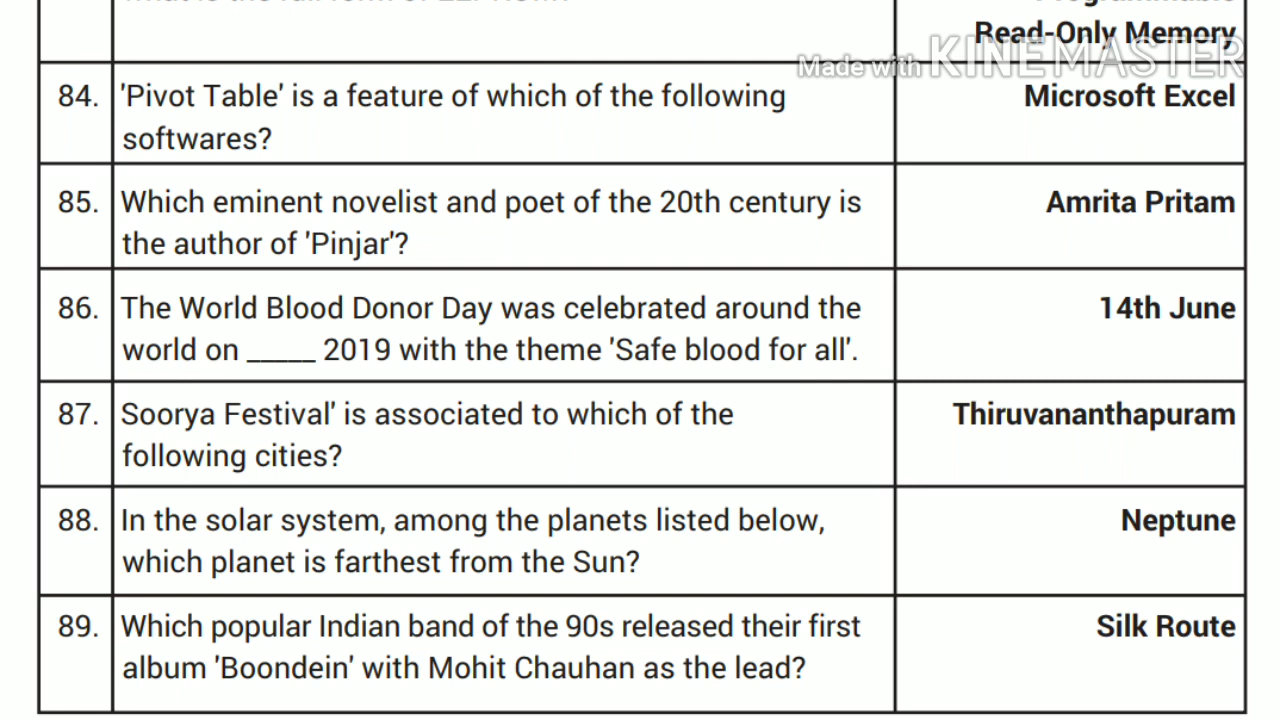 Read-Only Memory
Made with KINEMASTER
84. 'Pivot Table' is a feature of which of the following Microsoft Excel
softwares?
85. Which eminent novelist and poet of the 20th century is Amrita Pritam
the author of 'Pinjar'?
86. The World Blood Donor Day was celebrated around the 14th June
world on _____ 2019 with the theme 'Safe blood for all'.
87. Soorya Festival' is associated to which of the Thiruvananthapuram
following cities?
88. In the solar system, among the planets listed below, Neptune
which planet is farthest from the Sun?
89. Which popular Indian band of the 90s released their first Silk Route
album 'Boondein' with Mohit Chauhan as the lead?